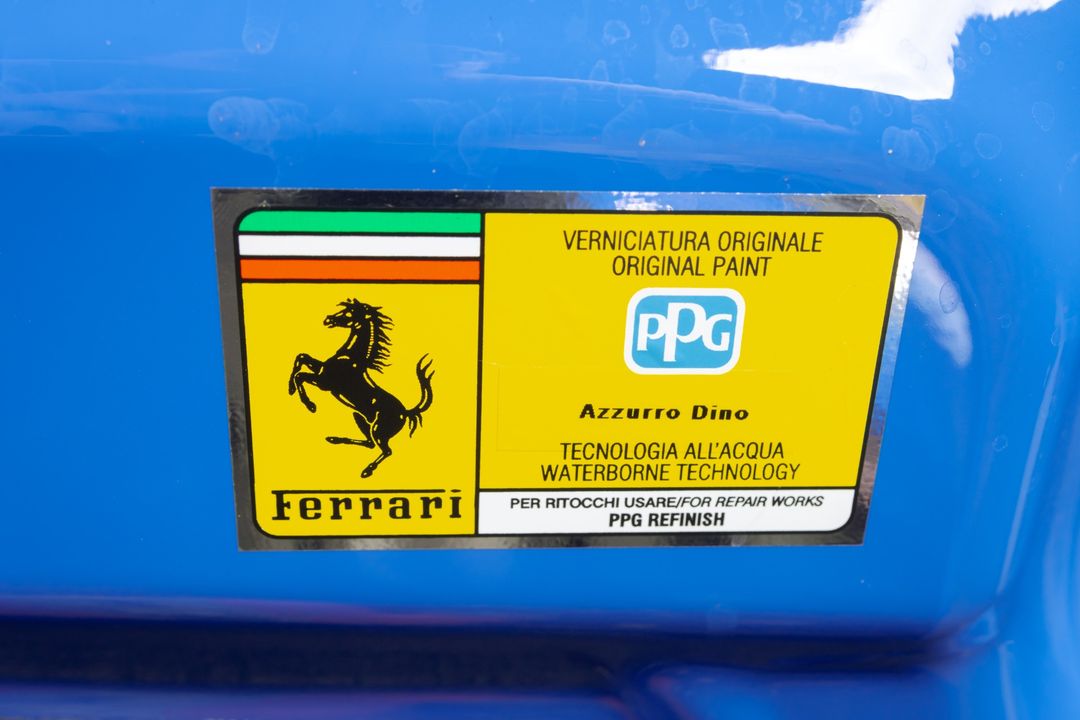 Ferrari
VERNICIATURA ORIGINALE
ORIGINAL PAINT
PPG
Azzurro Dino
TECNOLOGIA ALL'ACQUA
WATERBORNE TECHNOLOGY
PER RITOCCHI USARE/FOR REPAIR WORKS
PPG REFINISH